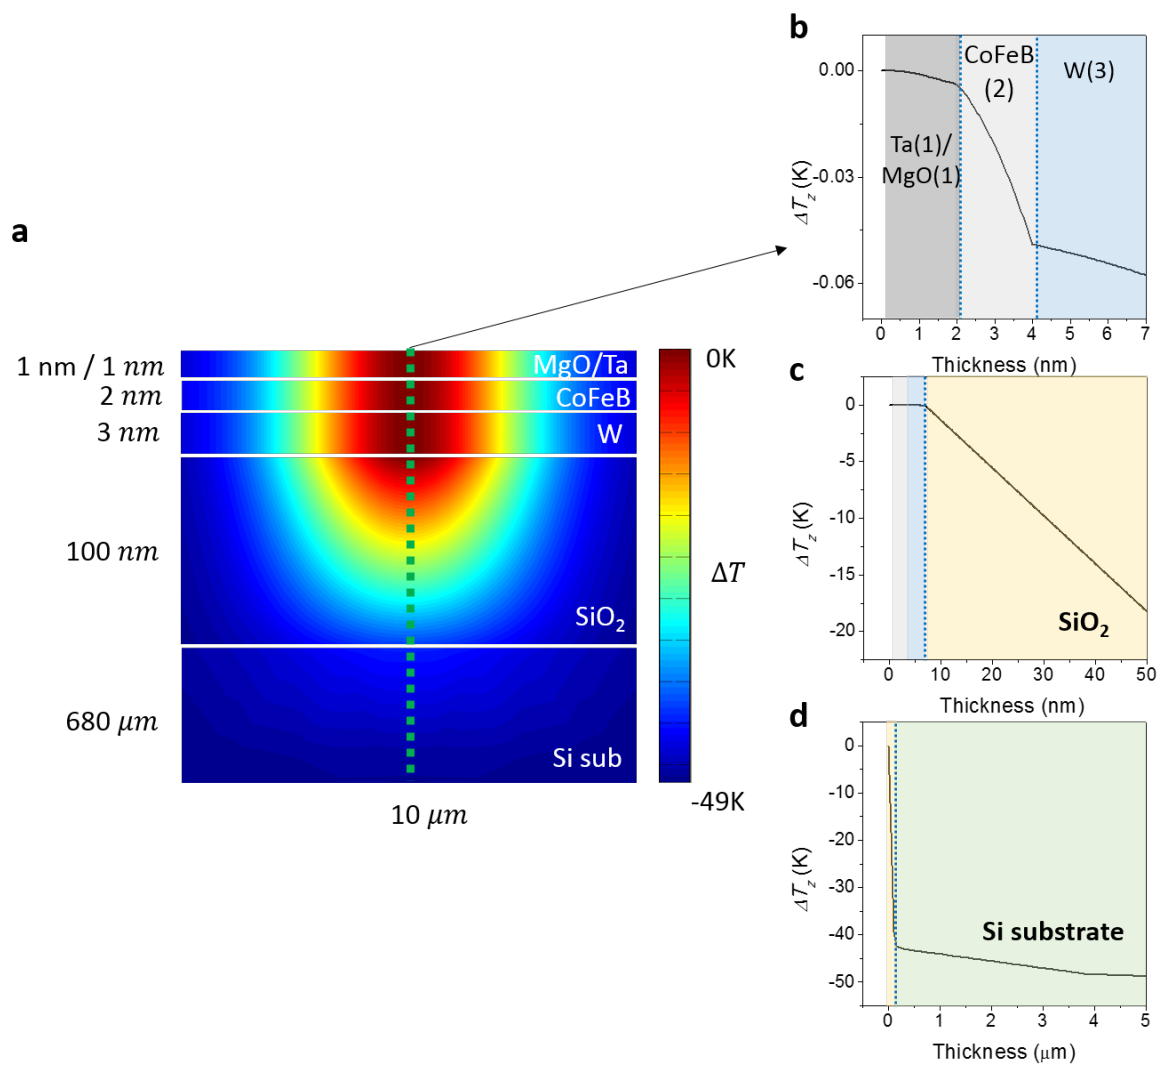 a
1 nm / 1 nm
2 nm
3 nm
100 nm
680 μm
MgO/Ta
CoFeB
W
SiO₂
Si sub
10 μm
0K
ΔT
-49K
b
0.00
-0.03
-0.06
ΔT_z (K)
Ta(1)/
MgO(1)
CoFeB
(2)
W(3)
0 1 2 3 4 5 6 7
Thickness (nm)
c
0
-5
-10
-15
-20
ΔT_z (K)
SiO₂
0 10 20 30 40 50
Thickness (nm)
d
0
-10
-20
-30
-40
-50
ΔT_z (K)
Si substrate
0 1 2 3 4 5
Thickness (μm)